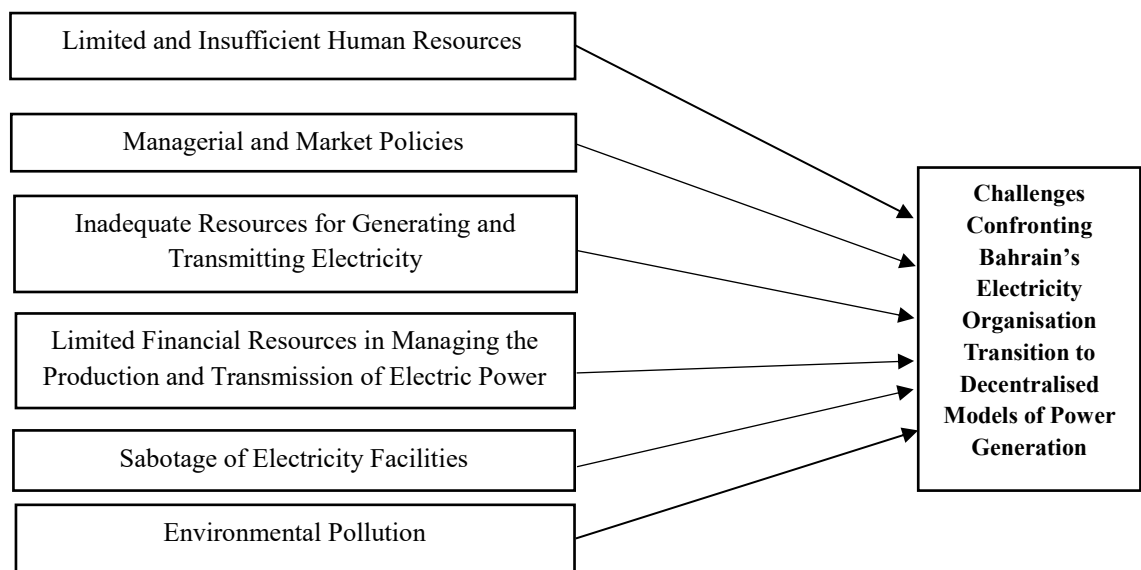 Limited and Insufficient Human Resources
Managerial and Market Policies
Inadequate Resources for Generating and
Transmitting Electricity
Limited Financial Resources in Managing the
Production and Transmission of Electric Power
Sabotage of Electricity Facilities
Environmental Pollution
Challenges
Confronting
Bahrain’s
Electricity
Organisation
Transition to
Decentralised
Models of Power
Generation